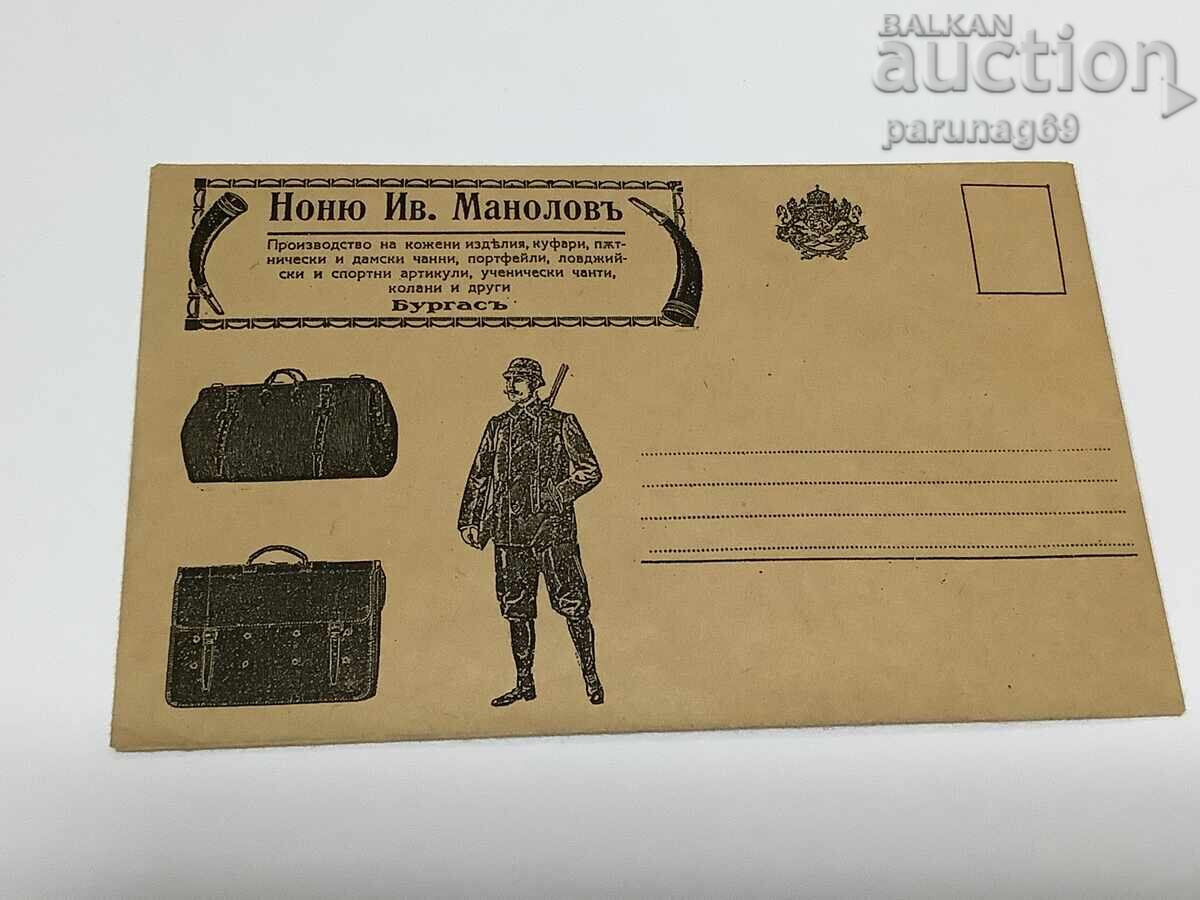 BALKAN
auction
parunag69
Ноню Ив. Маноловъ
Производство на кожени издѣлия, куфари, пѫт-
нически и дамски чанни, портфейли, ловджий-
ски и спортни артикули, ученически чанти,
колани и други
Бургасъ